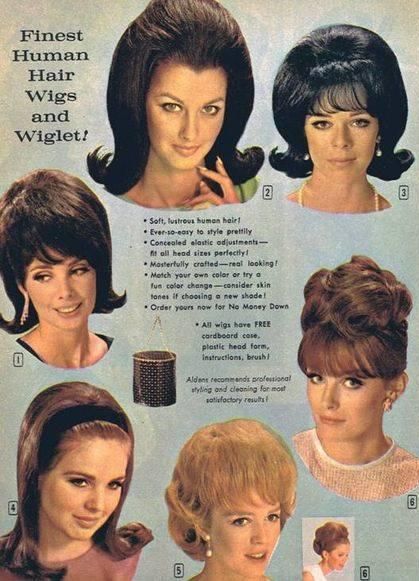 Finest
Human
Hair
Wigs
and
Wiglet!
2
3
• Soft, lustrous human hair!
• Ever-so-easy to style prettily
• Concealed elastic adjustments—
fit all head sizes perfectly!
• Masterfully crafted—real looking!
• Match your own color or try a
fun color change—consider skin
tones if choosing a new shade!
• Order yours now for No Money Down
• All wigs have FREE
cardboard case,
plastic head form,
instructions, brush!
Aldens recommends professional
styling and cleaning for most
satisfactory results!
1
4
5
6
6